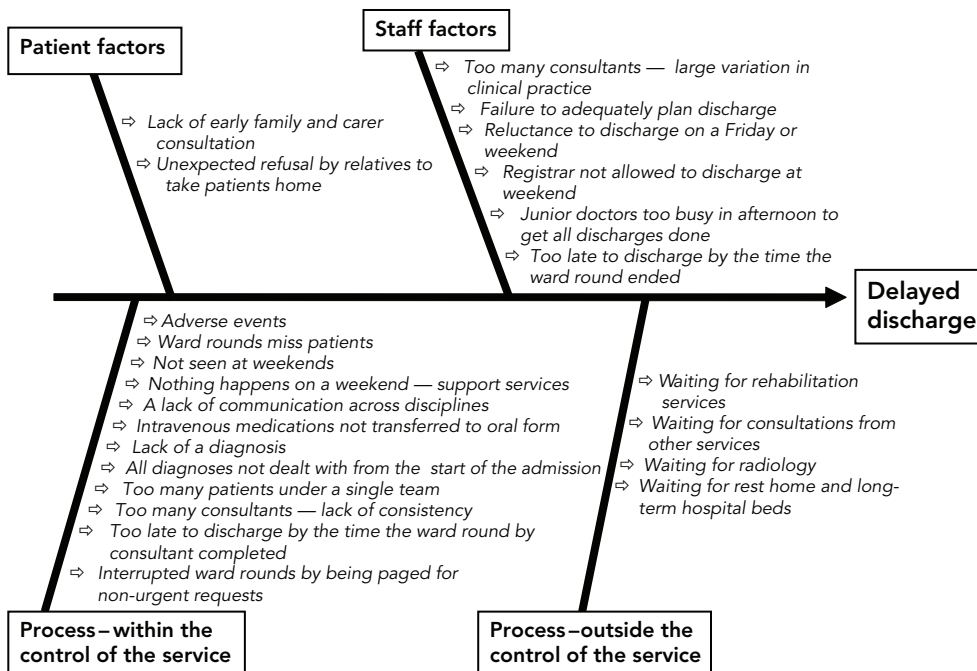 Patient factors
⇨ Lack of early family and carer
consultation
⇨ Unexpected refusal by relatives to
take patients home
Staff factors
⇨ Too many consultants — large variation in
clinical practice
⇨ Failure to adequately plan discharge
⇨ Reluctance to discharge on a Friday or
weekend
⇨ Registrar not allowed to discharge at
weekend
⇨ Junior doctors too busy in afternoon to
get all discharges done
⇨ Too late to discharge by the time the
ward round ended
Delayed
discharge
⇨ Adverse events
⇨ Ward rounds miss patients
⇨ Not seen at weekends
⇨ Nothing happens on a weekend — support services
⇨ A lack of communication across disciplines
⇨ Intravenous medications not transferred to oral form
⇨ Lack of a diagnosis
⇨ All diagnoses not dealt with from the start of the admission
⇨ Too many patients under a single team
⇨ Too many consultants — lack of consistency
⇨ Too late to discharge by the time the ward round by
consultant completed
⇨ Interrupted ward rounds by being paged for
non-urgent requests
Process–within the
control of the service
⇨ Waiting for rehabilitation
services
⇨ Waiting for consultations from
other services
⇨ Waiting for radiology
⇨ Waiting for rest home and long-
term hospital beds
Process–outside the
control of the service